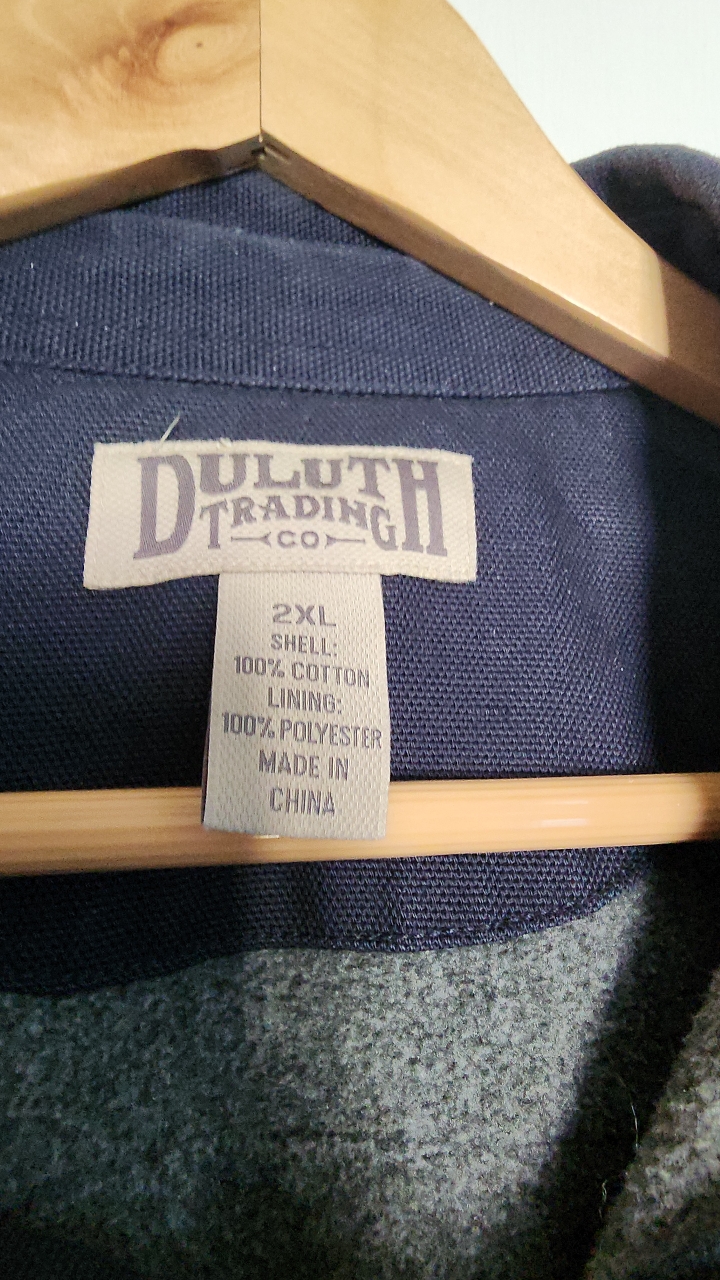 DULUTH
TRADING
CO
2XL
SHELL:
100% COTTON
LINING:
100% POLYESTER
MADE IN
CHINA